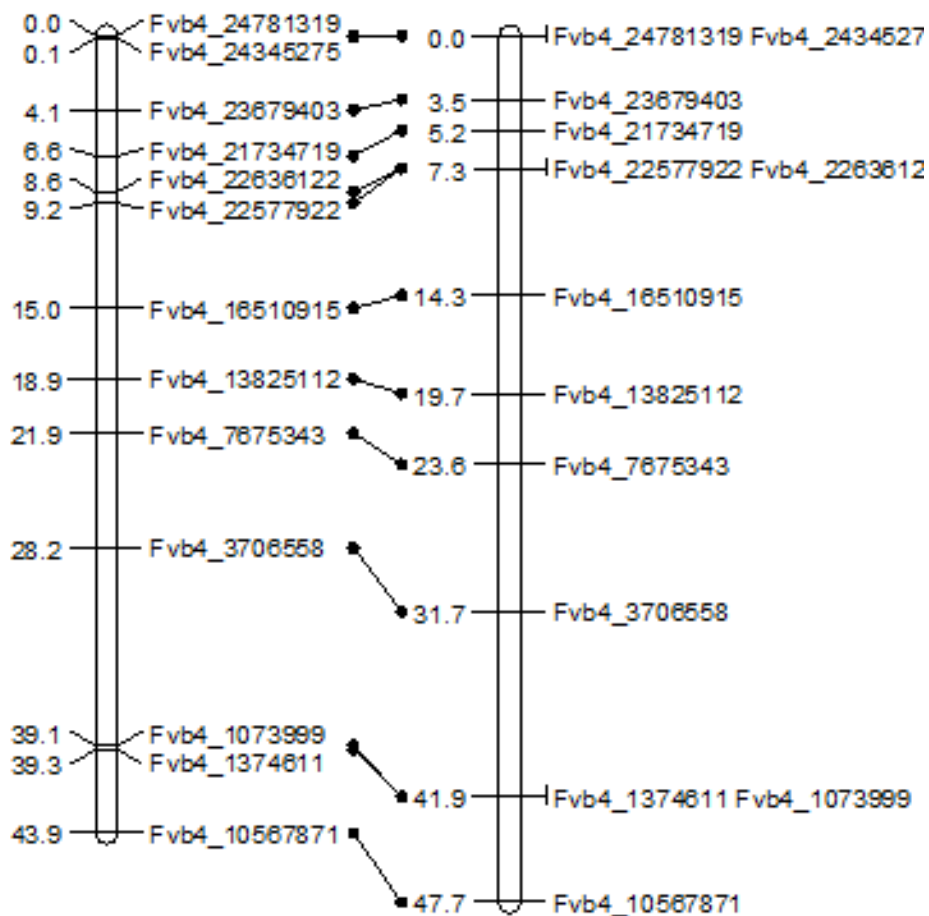 0.0 Fvb4_24781319
0.1 Fvb4_24345275
4.1 Fvb4_23679403
6.6 Fvb4_21734719
8.6 Fvb4_22636122
9.2 Fvb4_22577922
15.0 Fvb4_16510915
18.9 Fvb4_13825112
21.9 Fvb4_7675343
28.2 Fvb4_3706558
39.1 Fvb4_1073999
39.3 Fvb4_1374611
43.9 Fvb4_10567871
0.0 Fvb4_24781319 Fvb4_2434527
3.5 Fvb4_23679403
5.2 Fvb4_21734719
7.3 Fvb4_22577922 Fvb4_2263612
14.3 Fvb4_16510915
19.7 Fvb4_13825112
23.6 Fvb4_7675343
31.7 Fvb4_3706558
41.9 Fvb4_1374611 Fvb4_1073999
47.7 Fvb4_10567871